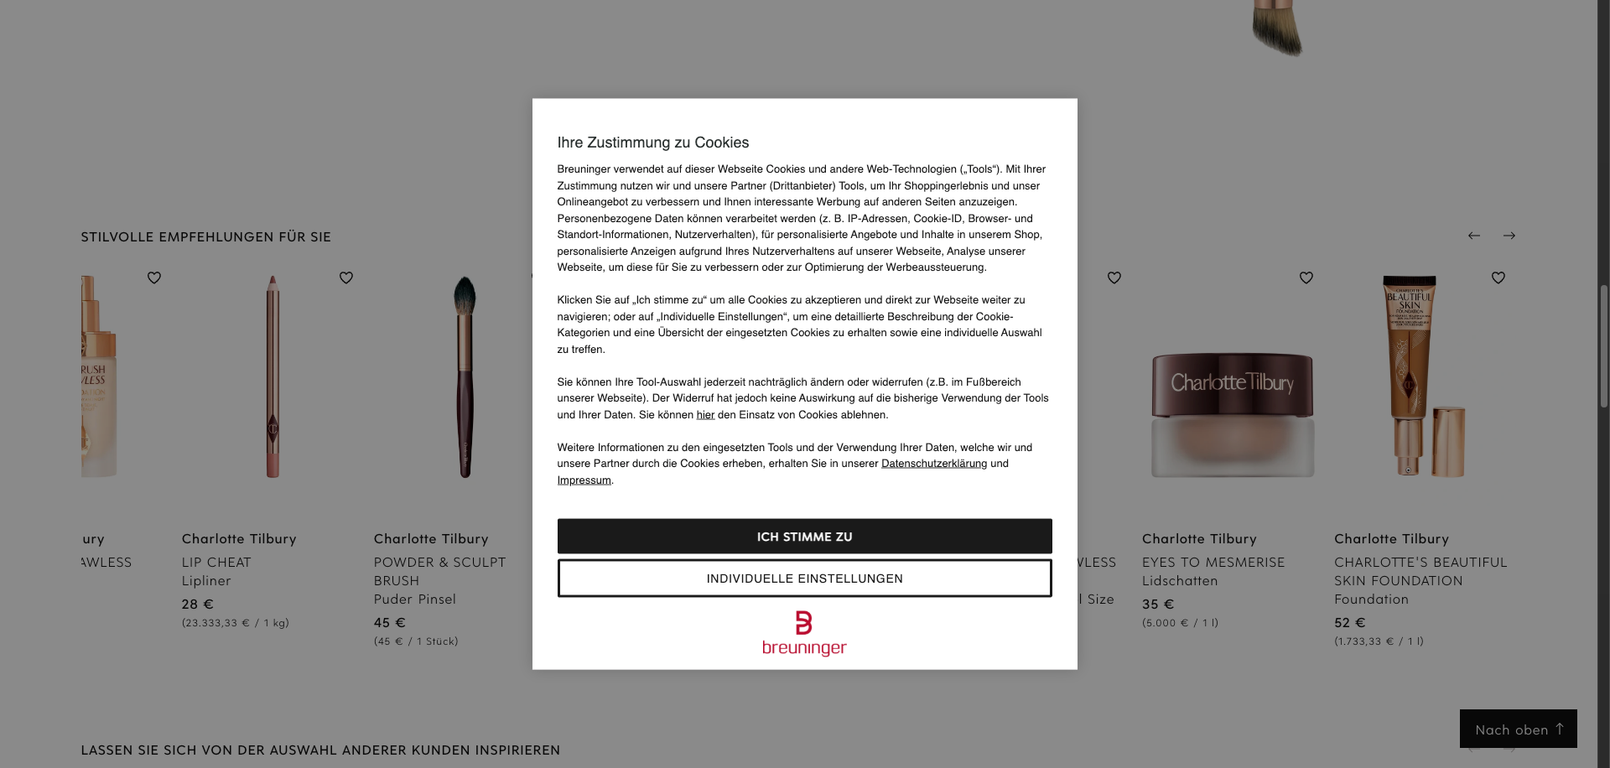 Ihre Zustimmung zu Cookies
Breuninger verwendet auf dieser Webseite Cookies und andere Web-Technologien („Tools“). Mit Ihrer
Zustimmung nutzen wir und unsere Partner (Drittanbieter) Tools, um Ihr Shoppingerlebnis und unser
Onlineangebot zu verbessern und Ihnen interessante Werbung auf anderen Seiten anzuzeigen.
Personenbezogene Daten können verarbeitet werden (z. B. IP-Adressen, Cookie-ID, Browser- und
Standort-Informationen, Nutzerverhalten), für personalisierte Angebote und Inhalte in unserem Shop,
personalisierte Anzeigen aufgrund Ihres Nutzerverhaltens auf unserer Webseite, Analyse unserer
Webseite, um diese für Sie zu verbessern oder zur Optimierung der Werbeaussteuerung.
Klicken Sie auf „Ich stimme zu“ um alle Cookies zu akzeptieren und direkt zur Webseite weiter zu
navigieren; oder auf „Individuelle Einstellungen“, um eine detaillierte Beschreibung der Cookie-
Kategorien und eine Übersicht der eingesetzten Cookies zu erhalten sowie eine individuelle Auswahl
zu treffen.
Sie können Ihre Tool-Auswahl jederzeit nachträglich ändern oder widerrufen (z.B. im Fußbereich
unserer Webseite). Der Widerruf hat jedoch keine Auswirkung auf die bisherige Verwendung der Tools
und Ihrer Daten. Sie können hier den Einsatz von Cookies ablehnen.
Weitere Informationen zu den eingesetzten Tools und der Verwendung Ihrer Daten, welche wir und
unsere Partner durch die Cookies erheben, erhalten Sie in unserer Datenschutzerklärung und
Impressum.
ICH STIMME ZU
INDIVIDUELLE EINSTELLUNGEN
breuninger
STILVOLLE EMPFEHLUNGEN FÜR SIE
RUSH
LESS
ury
AWLESS
Charlotte Tilbury
LIP CHEAT
Lipliner
28 €
(23.333,33 € / 1 kg)
Charlotte Tilbury
POWDER & SCULPT
BRUSH
Puder Pinsel
45 €
(45 € / 1 Stück)
WLESS
l Size
Charlotte Tilbury
Charlotte Tilbury
EYES TO MESMERISE
Lidschatten
35 €
(5.000 € / 1 l)
BEAUTIFUL
SKIN
Charlotte Tilbury
CHARLOTTE'S BEAUTIFUL
SKIN FOUNDATION
Foundation
52 €
(1.733,33 € / 1 l)
Nach oben
LASSEN SIE SICH VON DER AUSWAHL ANDERER KUNDEN INSPIRIEREN